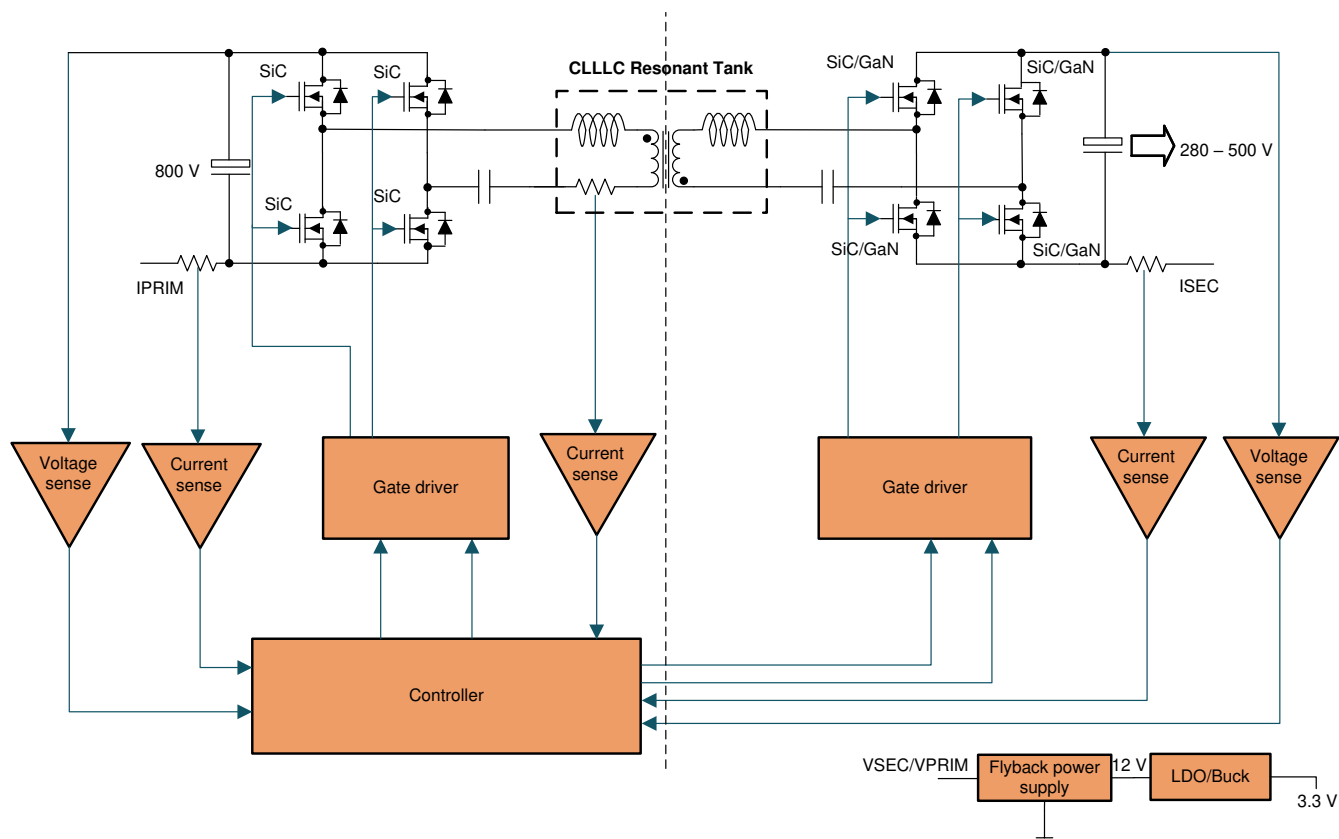 SiC
SiC
SiC/GaN
SiC/GaN
CLLLC Resonant Tank
800 V
280 – 500 V
SiC
SiC
SiC/GaN
SiC/GaN
IPRIM
ISEC
Voltage
sense
Current
sense
Gate driver
Current
sense
Gate driver
Current
sense
Voltage
sense
Controller
VSEC/VPRIM
Flyback power
supply
12 V
LDO/Buck
3.3 V